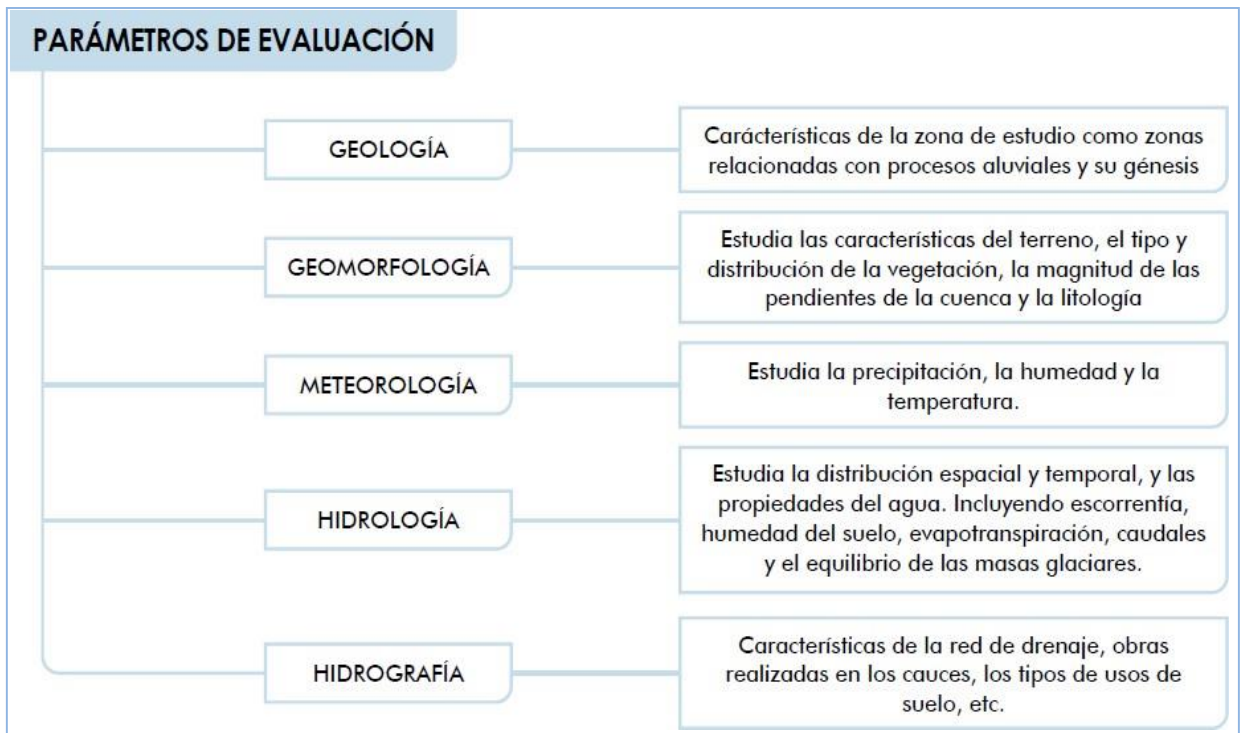 PARÁMETROS DE EVALUACIÓN
GEOLOGÍA
Carácterísticas de la zona de estudio como zonas
relacionadas con procesos aluviales y su génesis
GEOMORFOLOGÍA
Estudia las características del terreno, el tipo y
distribución de la vegetación, la magnitud de las
pendientes de la cuenca y la litología
METEOROLOGÍA
Estudia la precipitación, la humedad y la
temperatura.
HIDROLOGÍA
Estudia la distribución espacial y temporal, y las
propiedades del agua. Incluyendo escorrentía,
humedad del suelo, evapotranspiración, caudales
y el equilibrio de las masas glaciares.
HIDROGRAFÍA
Características de la red de drenaje, obras
realizadas en los cauces, los tipos de usos de
suelo, etc.